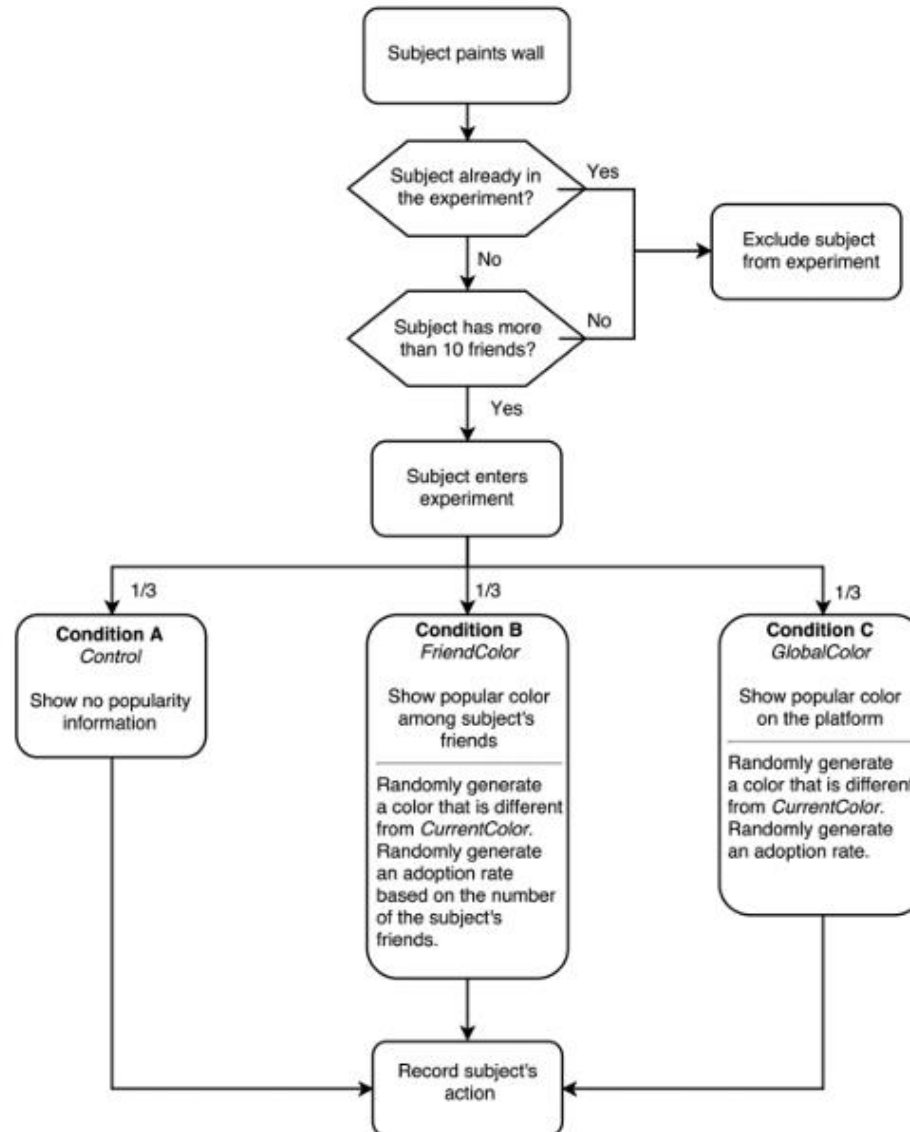 Subject paints wall
Subject already in
the experiment?
Yes
Exclude subject
from experiment
No
Subject has more
than 10 friends?
No
Yes
Subject enters
experiment
1/3
1/3
1/3
Condition A
Control
Show no popularity
information
Condition B
FriendColor
Show popular color
among subject's
friends
Randomly generate
a color that is different
from CurrentColor.
Randomly generate
an adoption rate
based on the number
of the subject's
friends.
Condition C
GlobalColor
Show popular color
on the platform
Randomly generate
a color that is different
from CurrentColor.
Randomly generate
an adoption rate.
Record subject's
action